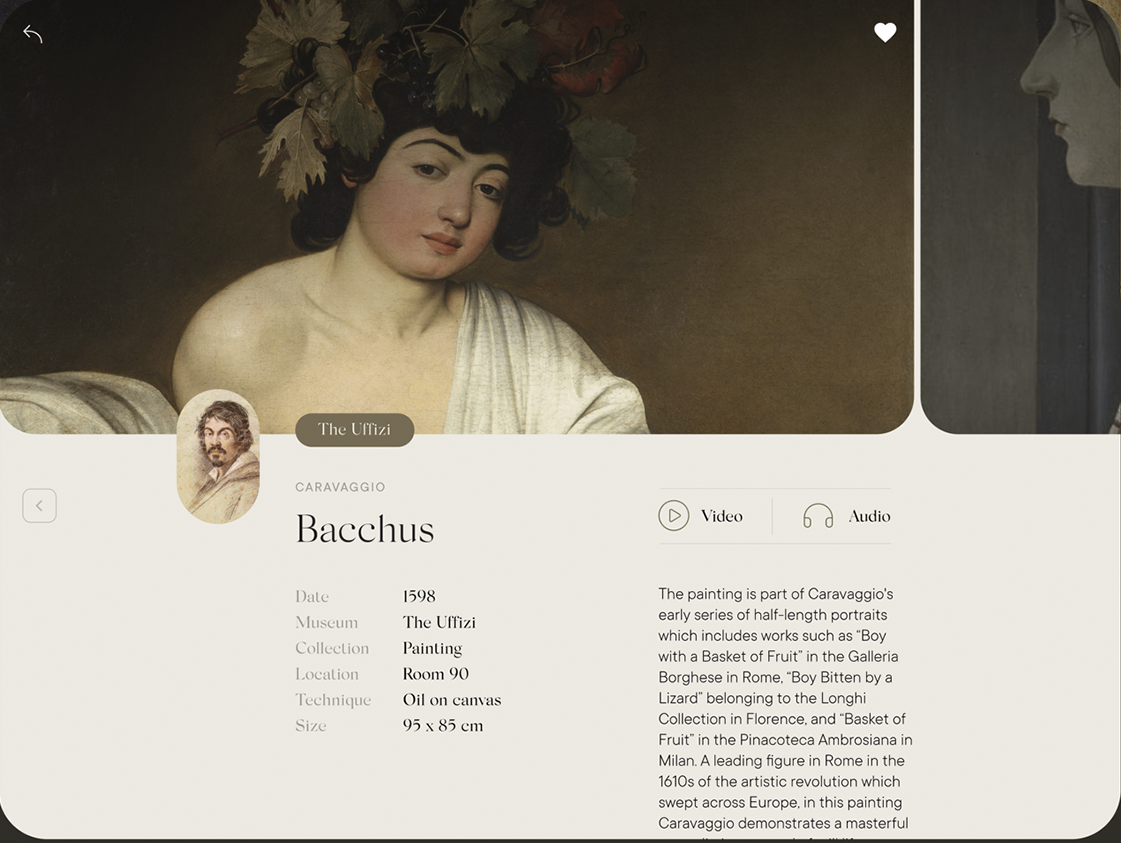 The Uffizi
CARAVAGGIO
Bacchus
Date 1598
Museum The Uffizi
Collection Painting
Location Room 90
Technique Oil on canvas
Size 95 x 85 cm
Video Audio
The painting is part of Caravaggio's
early series of half-length portraits
which includes works such as “Boy
with a Basket of Fruit” in the Galleria
Borghese in Rome, “Boy Bitten by a
Lizard” belonging to the Longhi
Collection in Florence, and “Basket of
Fruit” in the Pinacoteca Ambrosiana in
Milan. A leading figure in Rome in the
1610s of the artistic revolution which
swept across Europe, in this painting
Caravaggio demonstrates a masterful